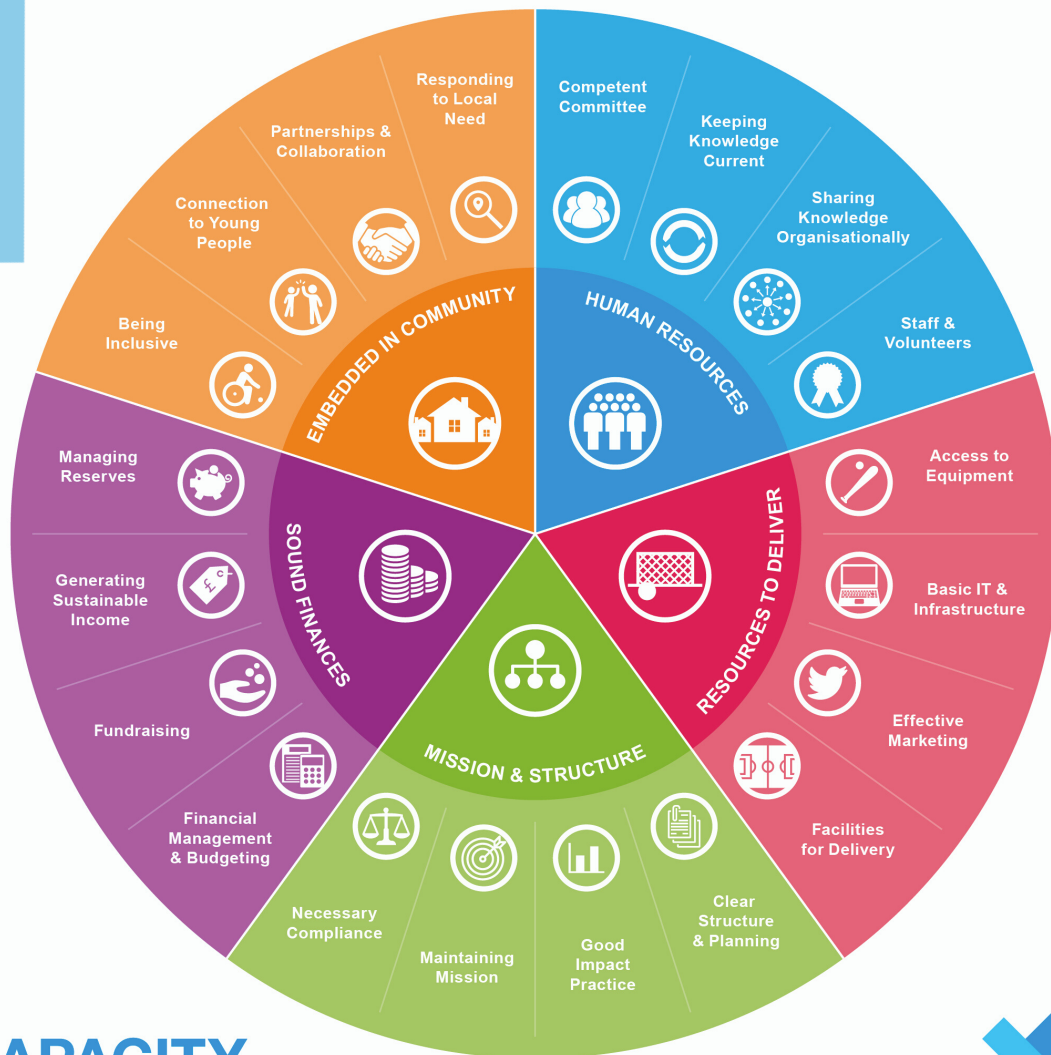 Responding
to Local
Need
Partnerships &
Collaboration
Connection
to Young
People
Being
Inclusive
EMBEDDED IN COMMUNITY
Competent
Committee
Keeping
Knowledge
Current
Sharing
Knowledge
Organisationally
Staff &
Volunteers
HUMAN RESOURCES
Access to
Equipment
Basic IT &
Infrastructure
Effective
Marketing
Facilities
for Delivery
RESOURCES TO DELIVER
Clear
Structure
& Planning
Good
Impact
Practice
Maintaining
Mission
Necessary
Compliance
MISSION & STRUCTURE
Financial
Management
& Budgeting
Fundraising
Generating
Sustainable
Income
£
Managing
Reserves
SOUND FINANCES
APACITY